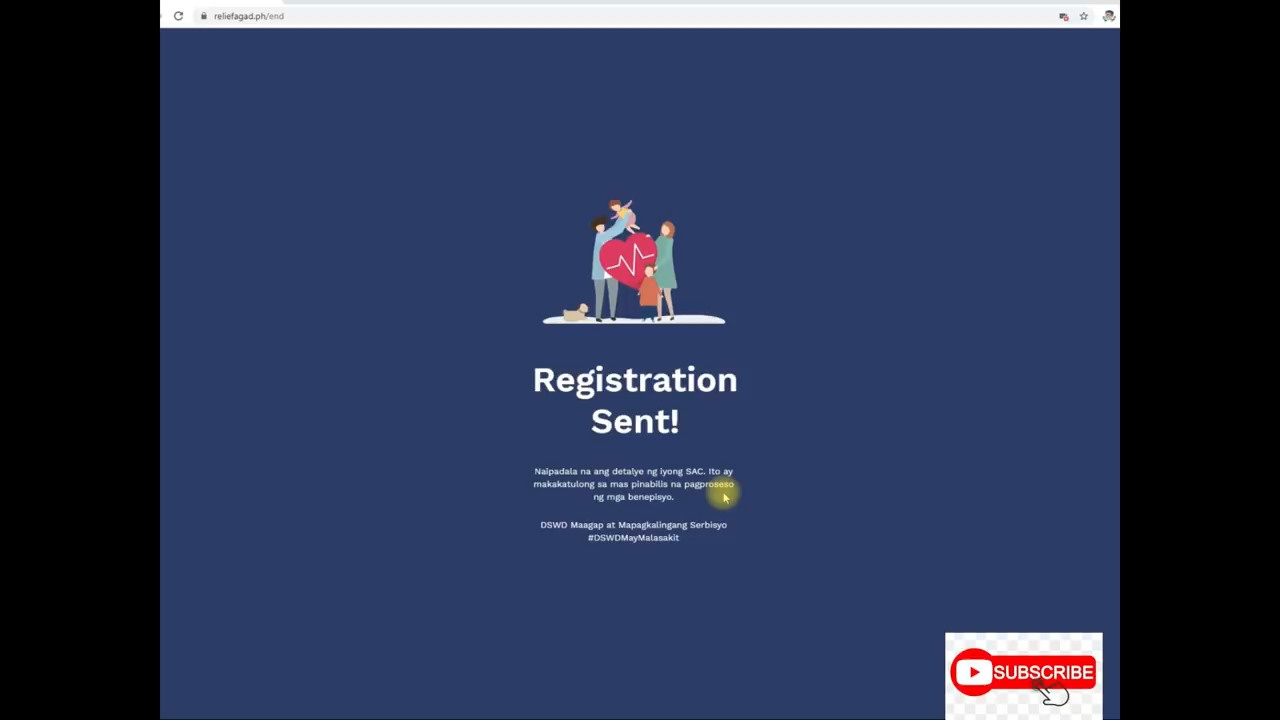 reliefagad.ph/end
Registration
Sent!
Naipadala na ang detalye ng iyong SAC. Ito ay
makakatulong sa mas pinabilis na pagproseso
ng mga benepisyo.
DSWD Maagap at Mapagkalingang Serbisyo
#DSWDMayMalasakit
SUBSCRIBE